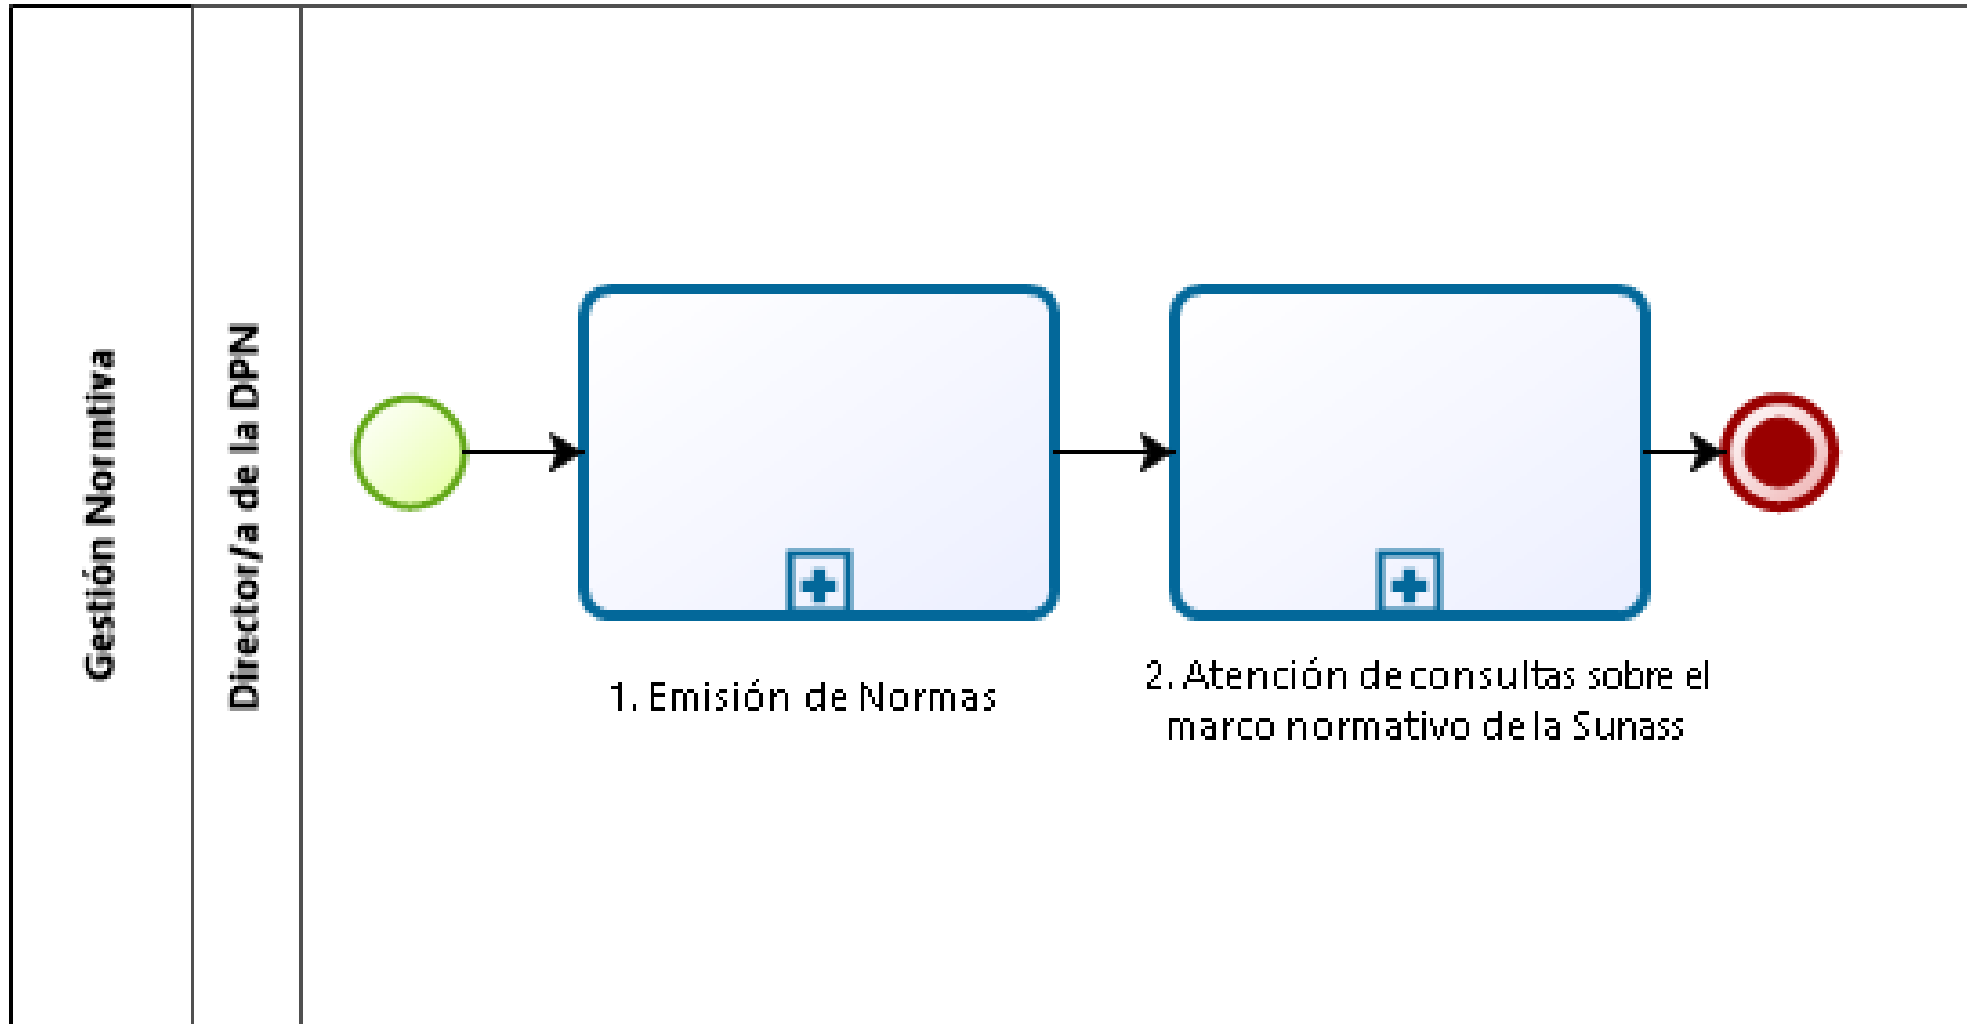 Gestión Normtiva
Director/a de la DPN
1. Emisión de Normas
2. Atención de consultas sobre el
marco normativo de la Sunass